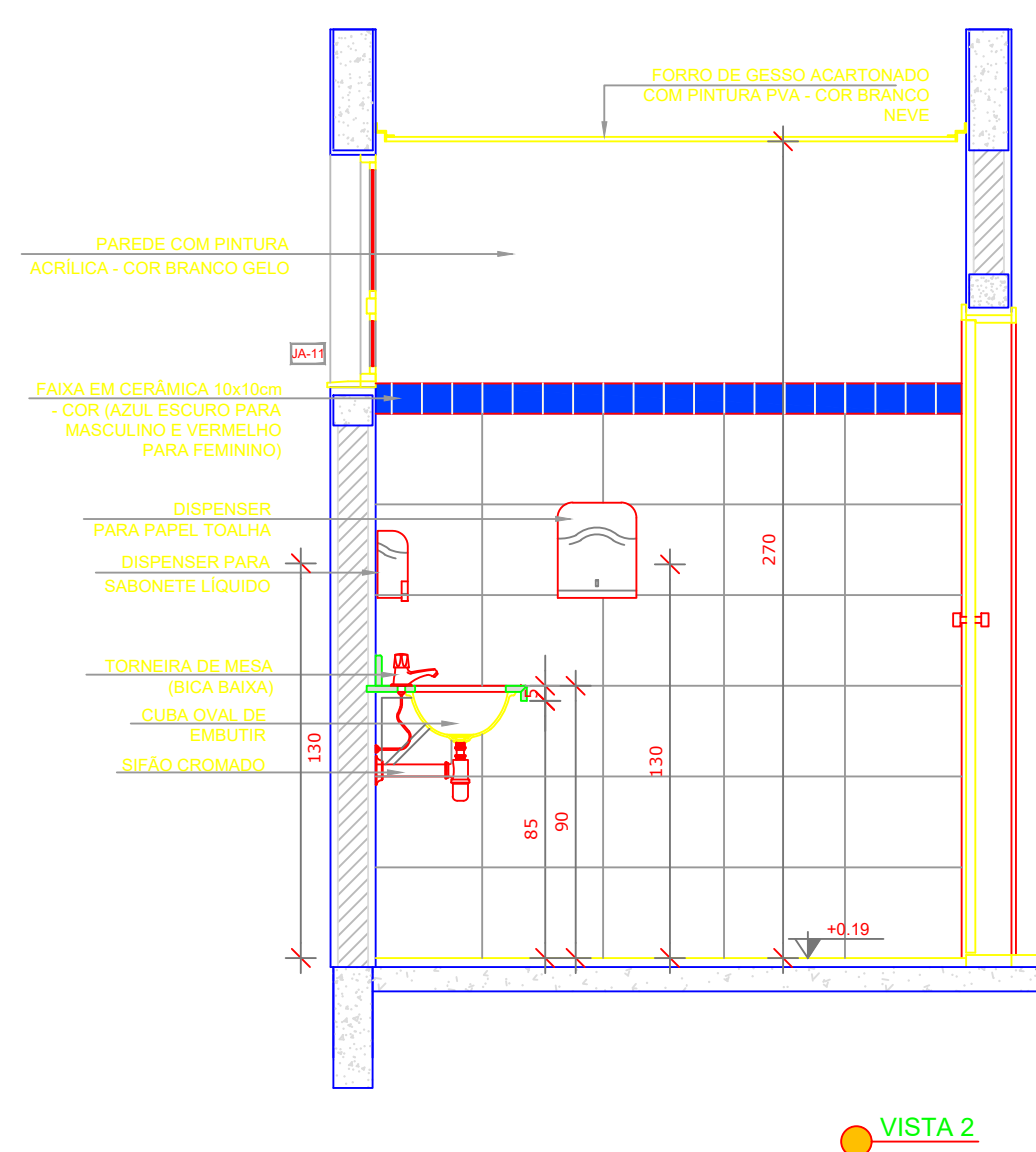 FORRO DE GESSO ACARTONADO
COM PINTURA PVA - COR BRANCO
NEVE
PAREDE COM PINTURA
ACRÍLICA - COR BRANCO GELO
JA-11
FAIXA EM CERÂMICA 10x10cm
- COR (AZUL ESCURO PARA
MASCULINO E VERMELHO
PARA FEMININO)
DISPENSER
PARA PAPEL TOALHA
DISPENSER PARA
SABONETE LÍQUIDO
TORNEIRA DE MESA
(BICA BAIXA)
CUBA OVAL DE
EMBUTIR
SIFÃO CROMADO
130
5
85
90
130
270
+0.19
VISTA 2